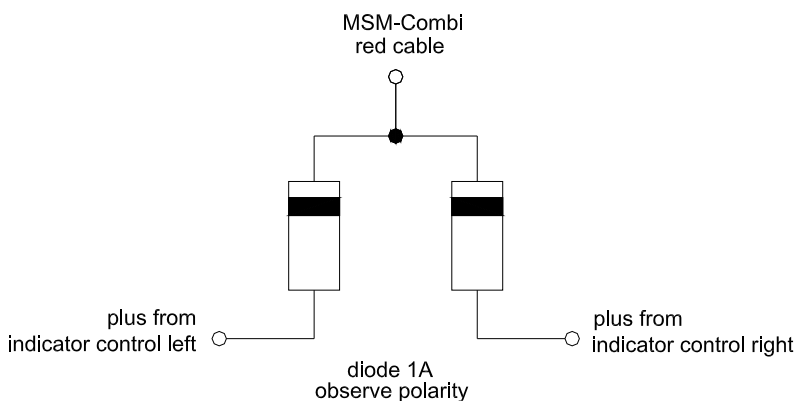 MSM-Combi
red cable
plus from
indicator control left
plus from
indicator control right
diode 1A
observe polarity